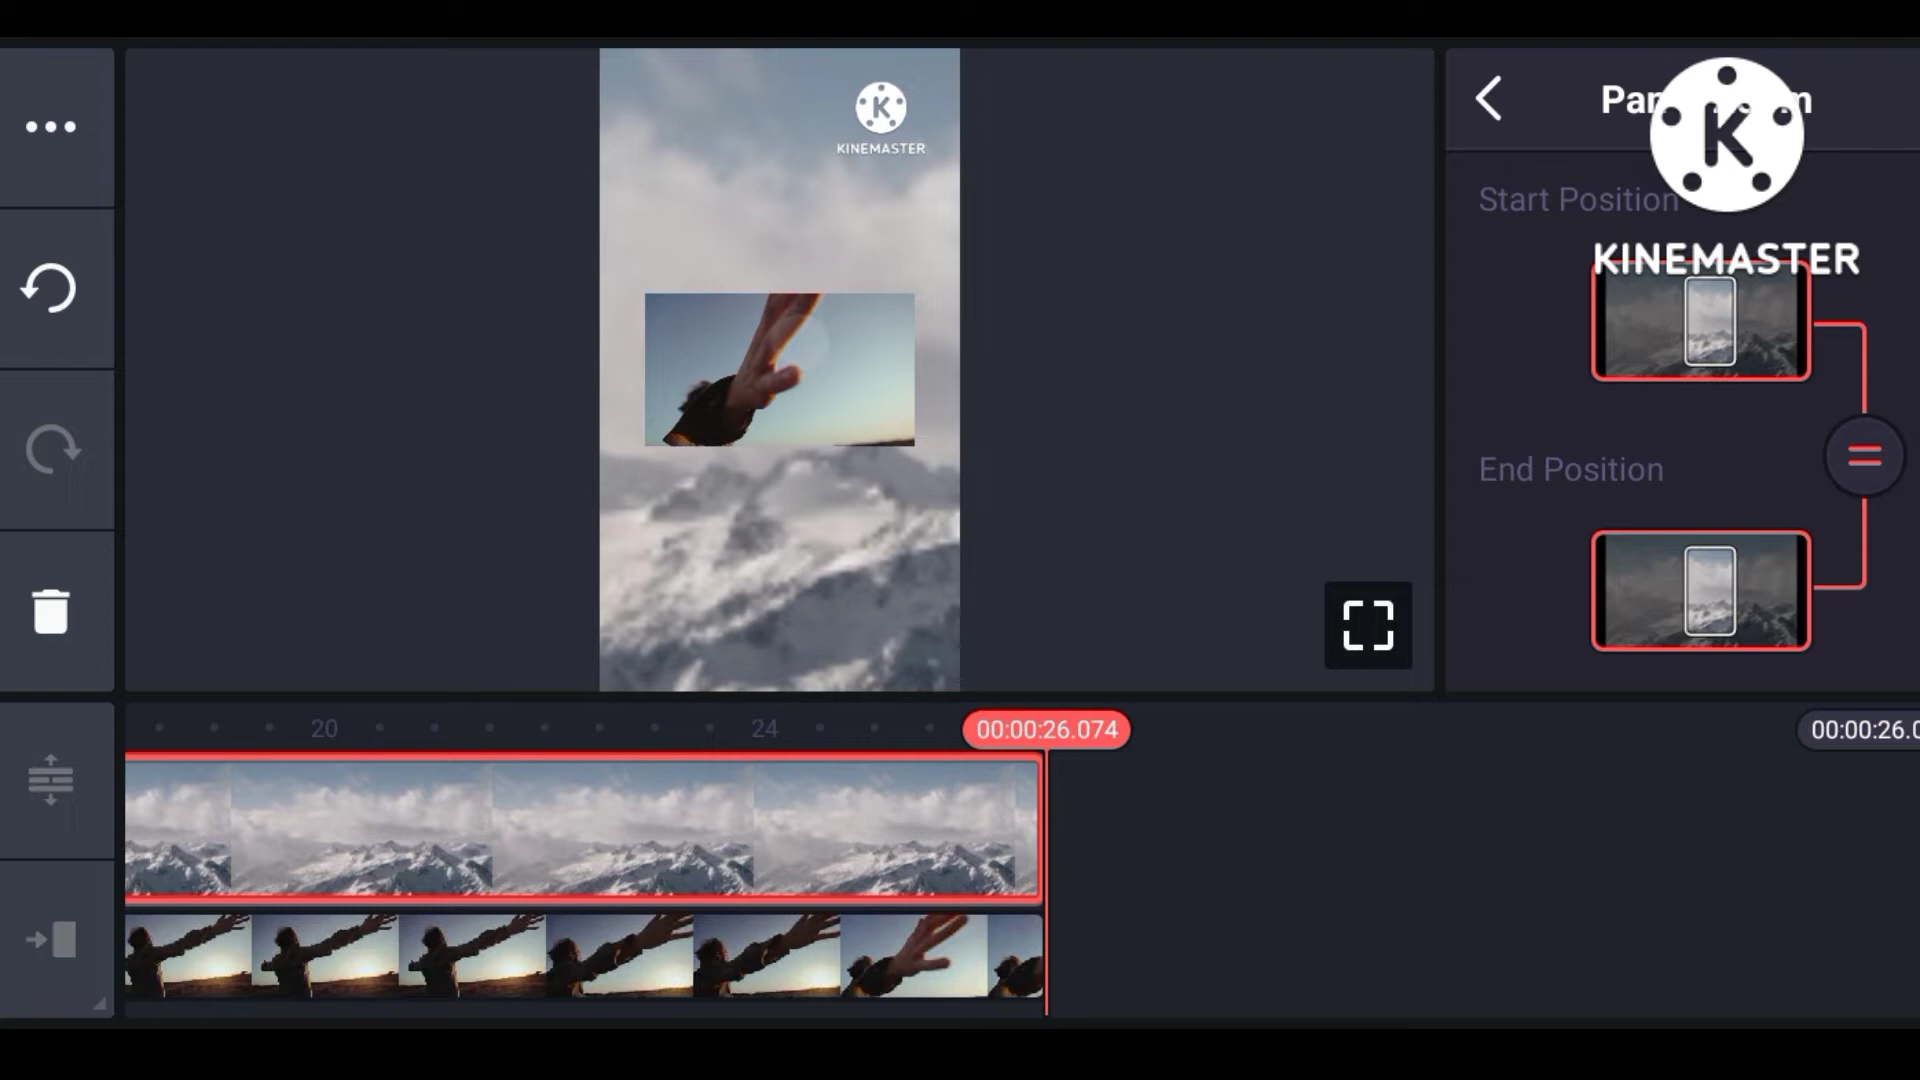 KINEMASTER
Start Position
KINEMASTER
End Position
20
24
00:00:26.074
00:00:26.0